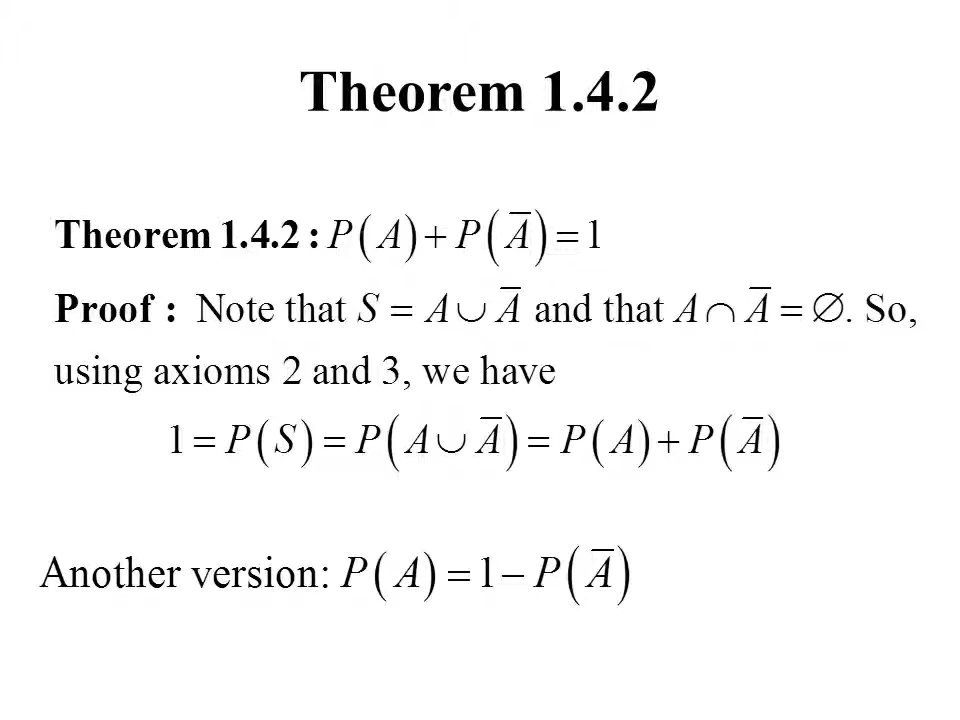 Theorem 1.4.2
Theorem 1.4.2 : P(A) + P(A̅) = 1
Proof : Note that S = A ∪ A̅ and that A ∩ A̅ = ∅. So,
using axioms 2 and 3, we have
1 = P(S) = P(A ∪ A̅) = P(A) + P(A̅)
Another version: P(A) = 1 − P(A̅)